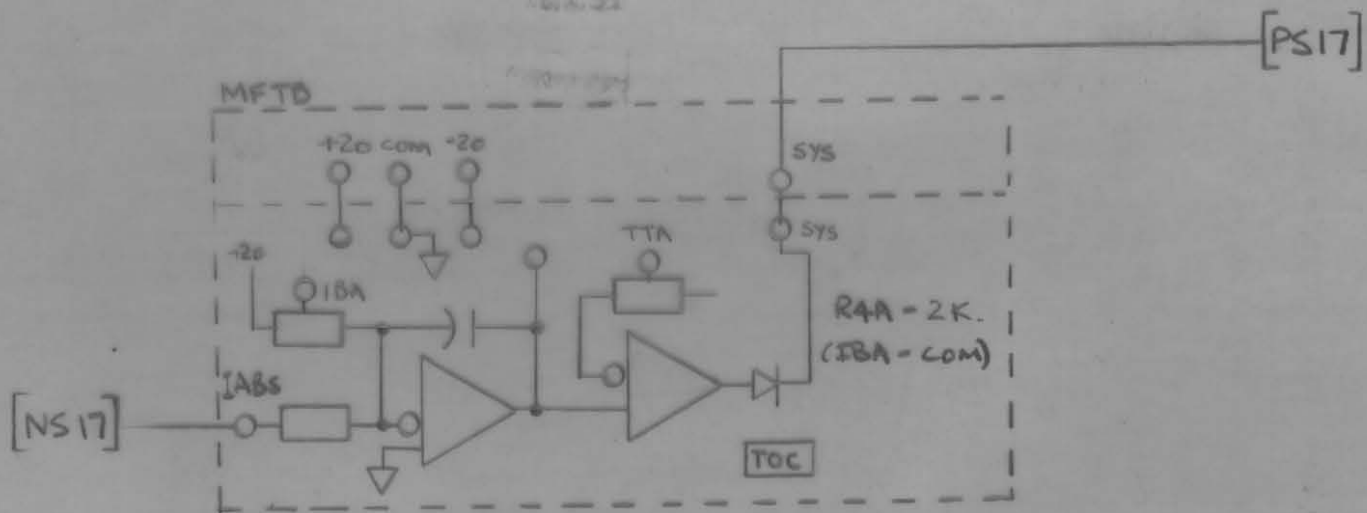 [PS17]
MFTB
+20 COM -20
SYS
SYS
TTA
+20
IBA
R4A - 2K.
(IBA - COM)
IABS
[NS17]
TOC